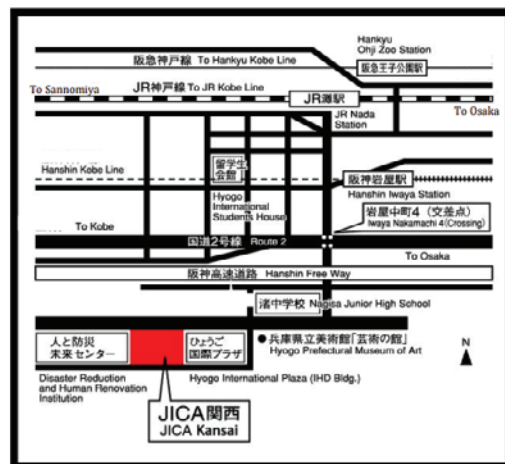 Hankyu
Ohji Zoo Station
阪急神戸線 To Hankyu Kobe Line
阪急王子公園駅
To Sannomiya
JR神戸線 To JR Kobe Line
JR灘駅
To Osaka
JR Nada
Station
留学生
会館
Hanshin Kobe Line
阪神岩屋駅
Hanshin Iwaya Station
Hyogo
International
Students House
岩屋中町4（交差点）
Iwaya Nakamachi 4(Crossing)
To Kobe
国道2号線 Route 2
To Osaka
阪神高速道路 Hanshin Free Way
渚中学校 Nagisa Junior High School
人と防災
未来センター
ひょうご
国際プラザ
●兵庫県立美術館「芸術の館」
Hyogo Prefectural Museum of Art
N
Disaster Reduction
and Human Renovation
Institution
Hyogo International Plaza (IHD Bldg.)
JICA関西
JICA Kansai